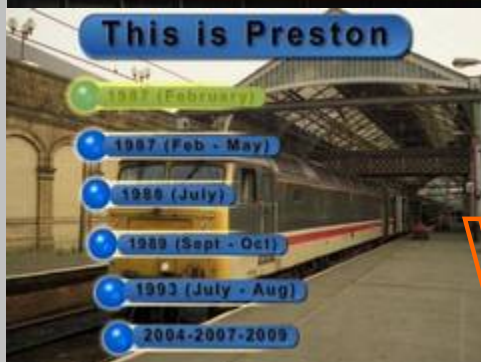 This is Preston
1987 (February)
1987 (Feb - May)
1988 (July)
1989 (Sept - Oct)
1993 (July - Aug)
2004-2007-2009